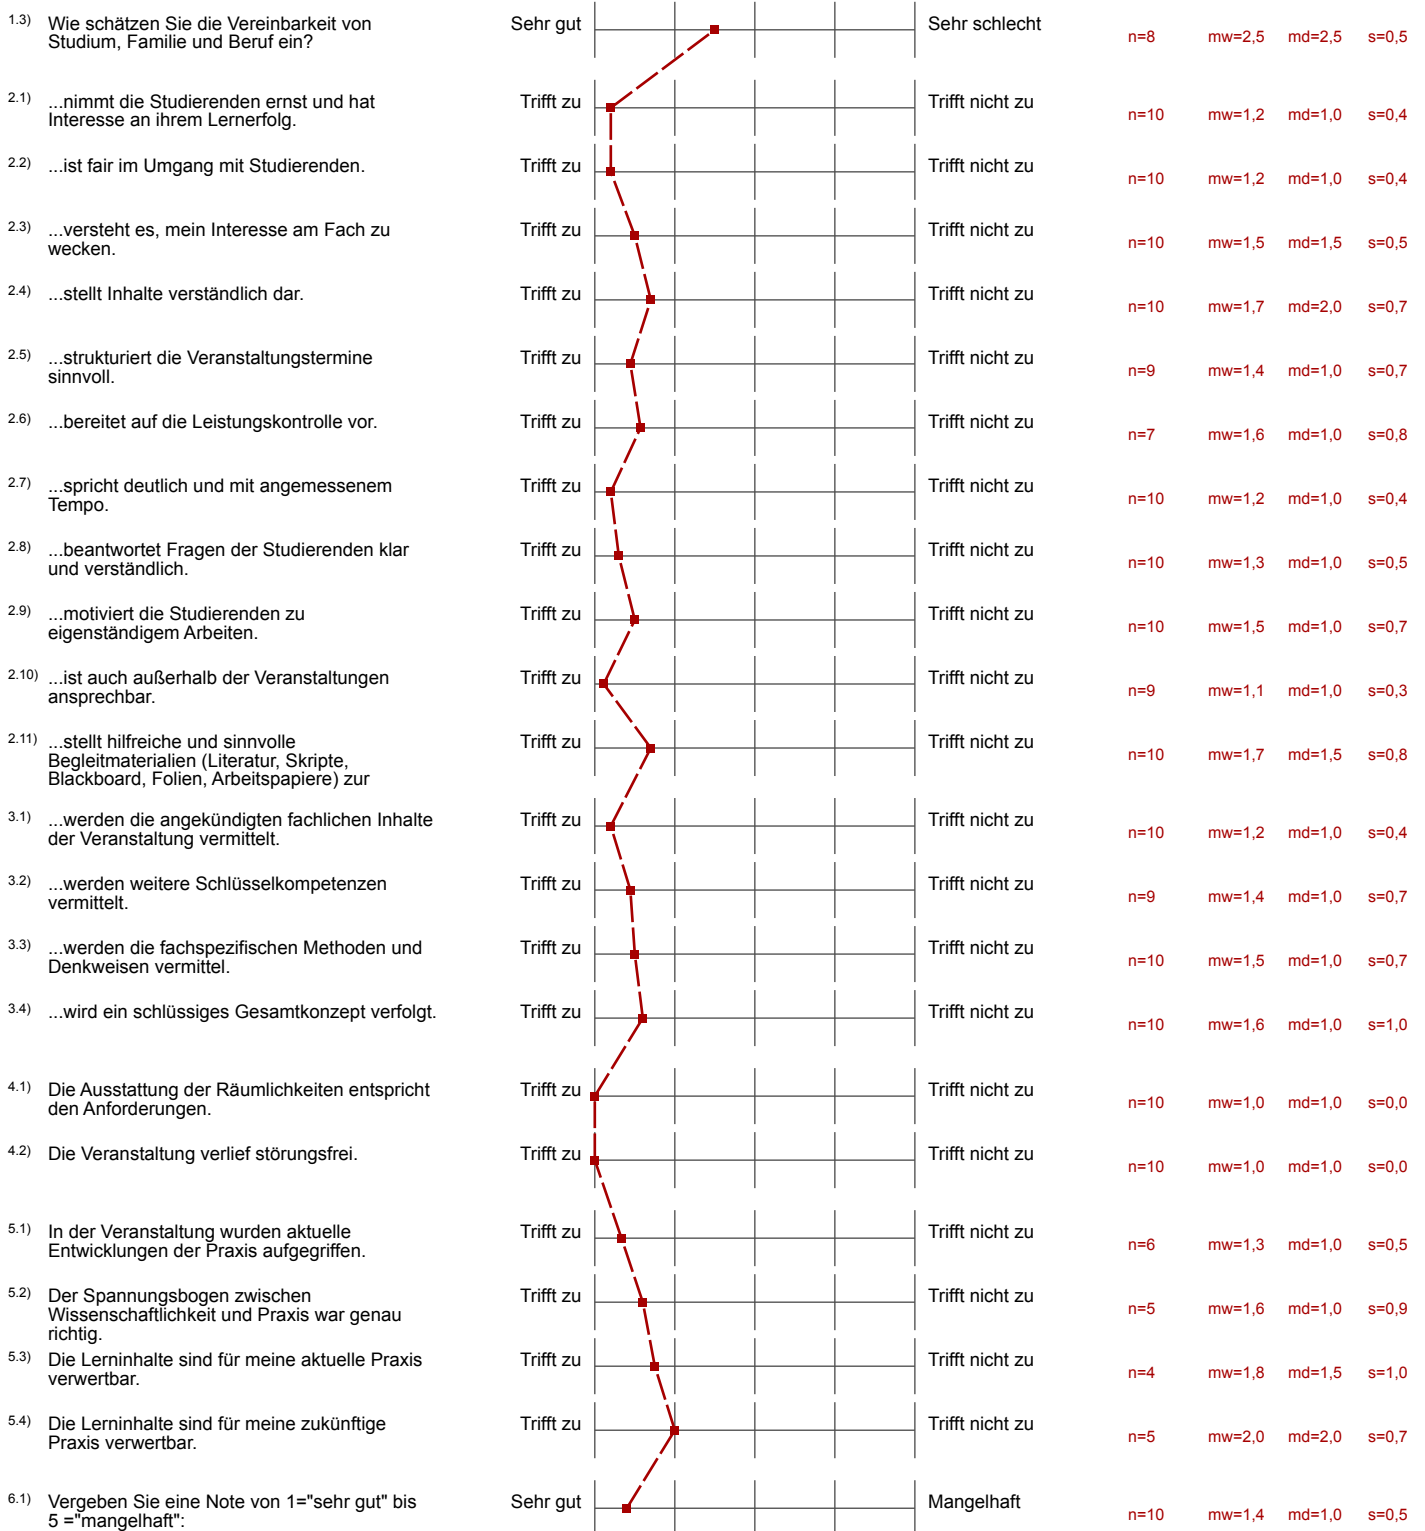 1.3) Wie schätzen Sie die Vereinbarkeit von Sehr gut Sehr schlecht
Studium, Familie und Beruf ein? n=8 mw=2,5 md=2,5 s=0,5
2.1) ...nimmt die Studierenden ernst und hat Trifft zu Trifft nicht zu
Interesse an ihrem Lernerfolg. n=10 mw=1,2 md=1,0 s=0,4
2.2) ...ist fair im Umgang mit Studierenden. Trifft zu Trifft nicht zu
n=10 mw=1,2 md=1,0 s=0,4
2.3) ...versteht es, mein Interesse am Fach zu Trifft zu Trifft nicht zu
wecken. n=10 mw=1,5 md=1,5 s=0,5
2.4) ...stellt Inhalte verständlich dar. Trifft zu Trifft nicht zu
n=10 mw=1,7 md=2,0 s=0,7
2.5) ...strukturiert die Veranstaltungstermine Trifft zu Trifft nicht zu
sinnvoll. n=9 mw=1,4 md=1,0 s=0,7
2.6) ...bereitet auf die Leistungskontrolle vor. Trifft zu Trifft nicht zu
n=7 mw=1,6 md=1,0 s=0,8
2.7) ...spricht deutlich und mit angemessenem Trifft zu Trifft nicht zu
Tempo. n=10 mw=1,2 md=1,0 s=0,4
2.8) ...beantwortet Fragen der Studierenden klar Trifft zu Trifft nicht zu
und verständlich. n=10 mw=1,3 md=1,0 s=0,5
2.9) ...motiviert die Studierenden zu Trifft zu Trifft nicht zu
eigenständigem Arbeiten. n=10 mw=1,5 md=1,0 s=0,7
2.10) ...ist auch außerhalb der Veranstaltungen Trifft zu Trifft nicht zu
ansprechbar. n=9 mw=1,1 md=1,0 s=0,3
2.11) ...stellt hilfreiche und sinnvolle Trifft zu Trifft nicht zu
Begleitmaterialien (Literatur, Skripte, n=10 mw=1,7 md=1,5 s=0,8
Blackboard, Folien, Arbeitspapiere) zur
3.1) ...werden die angekündigten fachlichen Inhalte Trifft zu Trifft nicht zu
der Veranstaltung vermittelt. n=10 mw=1,2 md=1,0 s=0,4
3.2) ...werden weitere Schlüsselkompetenzen Trifft zu Trifft nicht zu
vermittelt. n=9 mw=1,4 md=1,0 s=0,7
3.3) ...werden die fachspezifischen Methoden und Trifft zu Trifft nicht zu
Denkweisen vermittel. n=10 mw=1,5 md=1,0 s=0,7
3.4) ...wird ein schlüssiges Gesamtkonzept verfolgt. Trifft zu Trifft nicht zu
n=10 mw=1,6 md=1,0 s=1,0
4.1) Die Ausstattung der Räumlichkeiten entspricht Trifft zu Trifft nicht zu
den Anforderungen. n=10 mw=1,0 md=1,0 s=0,0
4.2) Die Veranstaltung verlief störungsfrei. Trifft zu Trifft nicht zu
n=10 mw=1,0 md=1,0 s=0,0
5.1) In der Veranstaltung wurden aktuelle Trifft zu Trifft nicht zu
Entwicklungen der Praxis aufgegriffen. n=6 mw=1,3 md=1,0 s=0,5
5.2) Der Spannungsbogen zwischen Trifft zu Trifft nicht zu
Wissenschaftlichkeit und Praxis war genau n=5 mw=1,6 md=1,0 s=0,9
richtig.
5.3) Die Lerninhalte sind für meine aktuelle Praxis Trifft zu Trifft nicht zu
verwertbar. n=4 mw=1,8 md=1,5 s=1,0
5.4) Die Lerninhalte sind für meine zukünftige Trifft zu Trifft nicht zu
Praxis verwertbar. n=5 mw=2,0 md=2,0 s=0,7
6.1) Vergeben Sie eine Note von 1="sehr gut" bis Sehr gut Mangelhaft
5 ="mangelhaft": n=10 mw=1,4 md=1,0 s=0,5